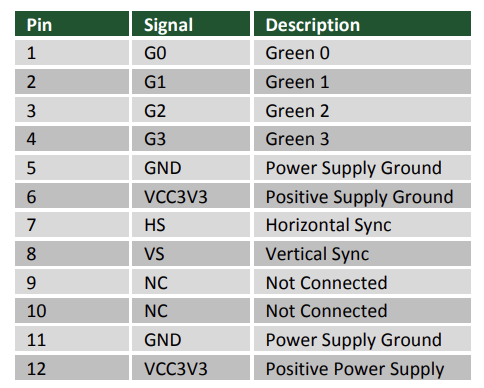 Pin Signal Description
1 G0 Green 0
2 G1 Green 1
3 G2 Green 2
4 G3 Green 3
5 GND Power Supply Ground
6 VCC3V3 Positive Supply Ground
7 HS Horizontal Sync
8 VS Vertical Sync
9 NC Not Connected
10 NC Not Connected
11 GND Power Supply Ground
12 VCC3V3 Positive Power Supply